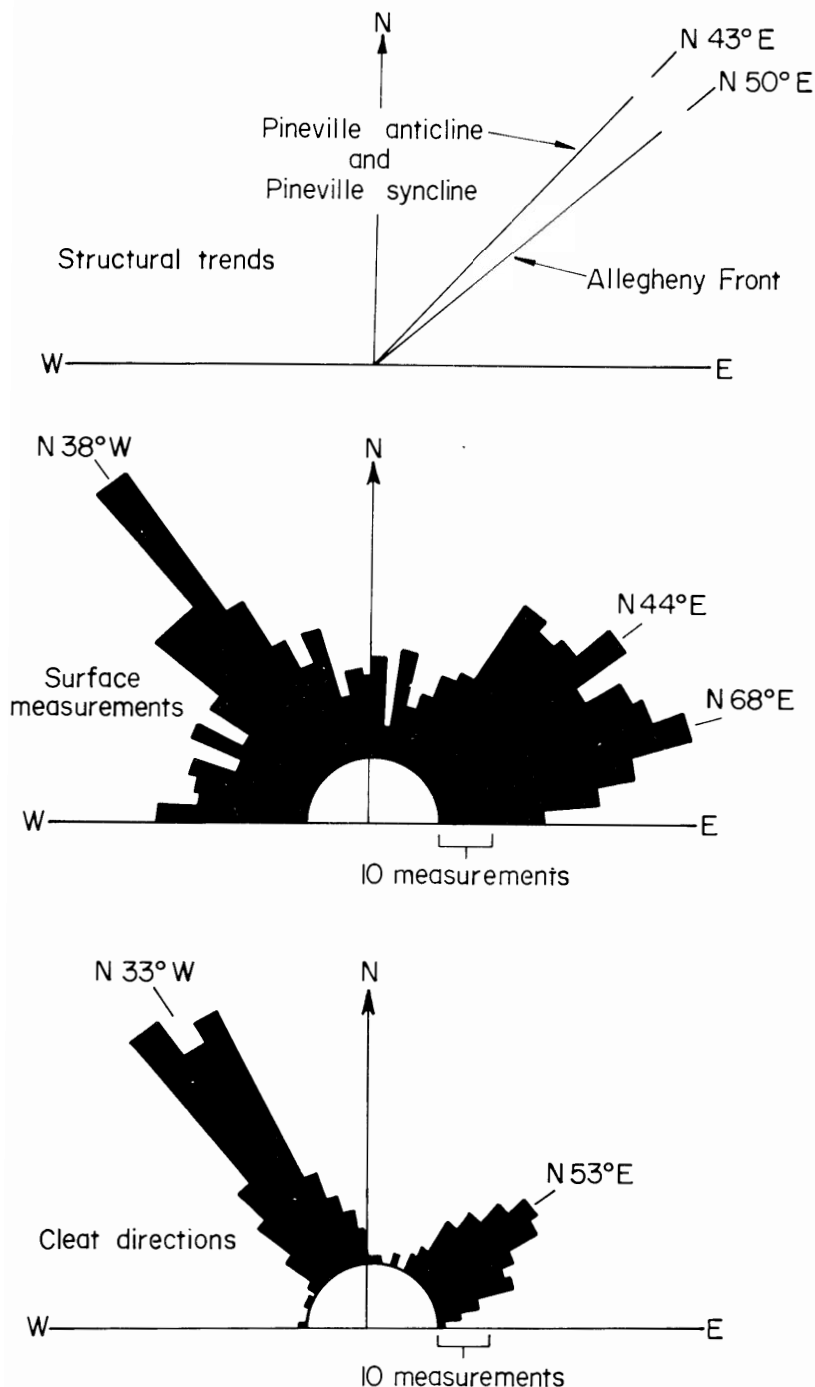 N
N 43° E
N 50° E
Pineville anticline
and
Pineville syncline
Structural trends
Allegheny Front
W
E
N 38° W
N
N 44° E
N 68° E
Surface
measurements
W
E
10 measurements
N 33° W
N
N 53° E
Cleat directions
W
E
10 measurements